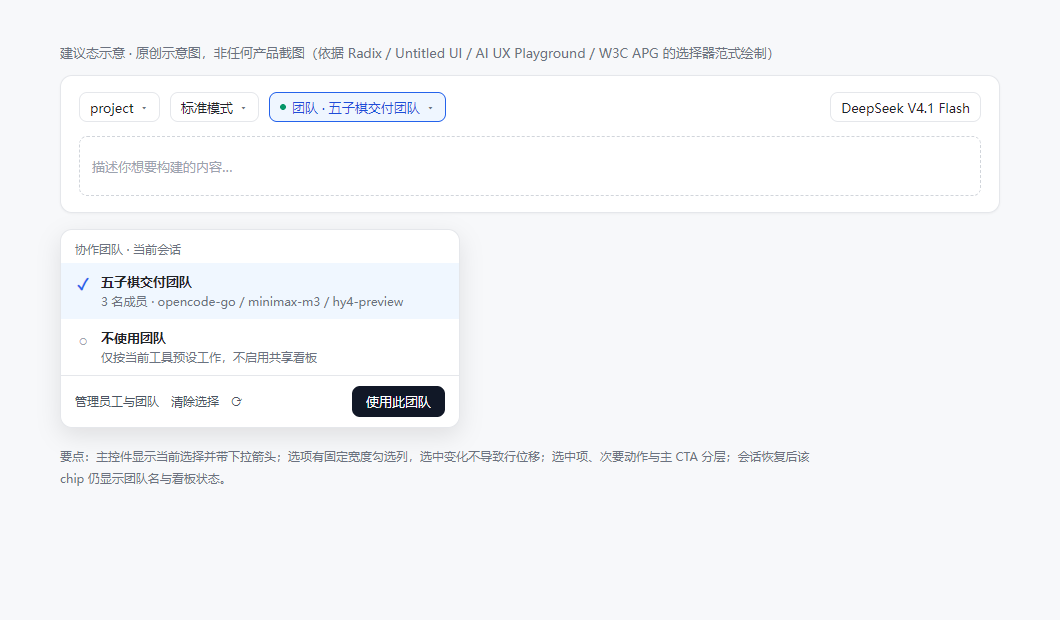 建议态示意 · 原创示意图，非任何产品截图（依据 Radix / Untitled UI / AI UX Playground / W3C APG 的选择器范式绘制）
project
标准模式
团队 · 五子棋交付团队
DeepSeek V4.1 Flash
描述你想要构建的内容...
协作团队 · 当前会话
五子棋交付团队
3 名成员 · opencode-go / minimax-m3 / hy4-preview
不使用团队
仅按当前工具预设工作，不启用共享看板
管理员工与团队 清除选择
使用此团队
要点：主控件显示当前选择并带下拉箭头；选项有固定宽度勾选列，选中变化不导致行位移；选中项、次要动作与主 CTA 分层；会话恢复后该
chip 仍显示团队名与看板状态。